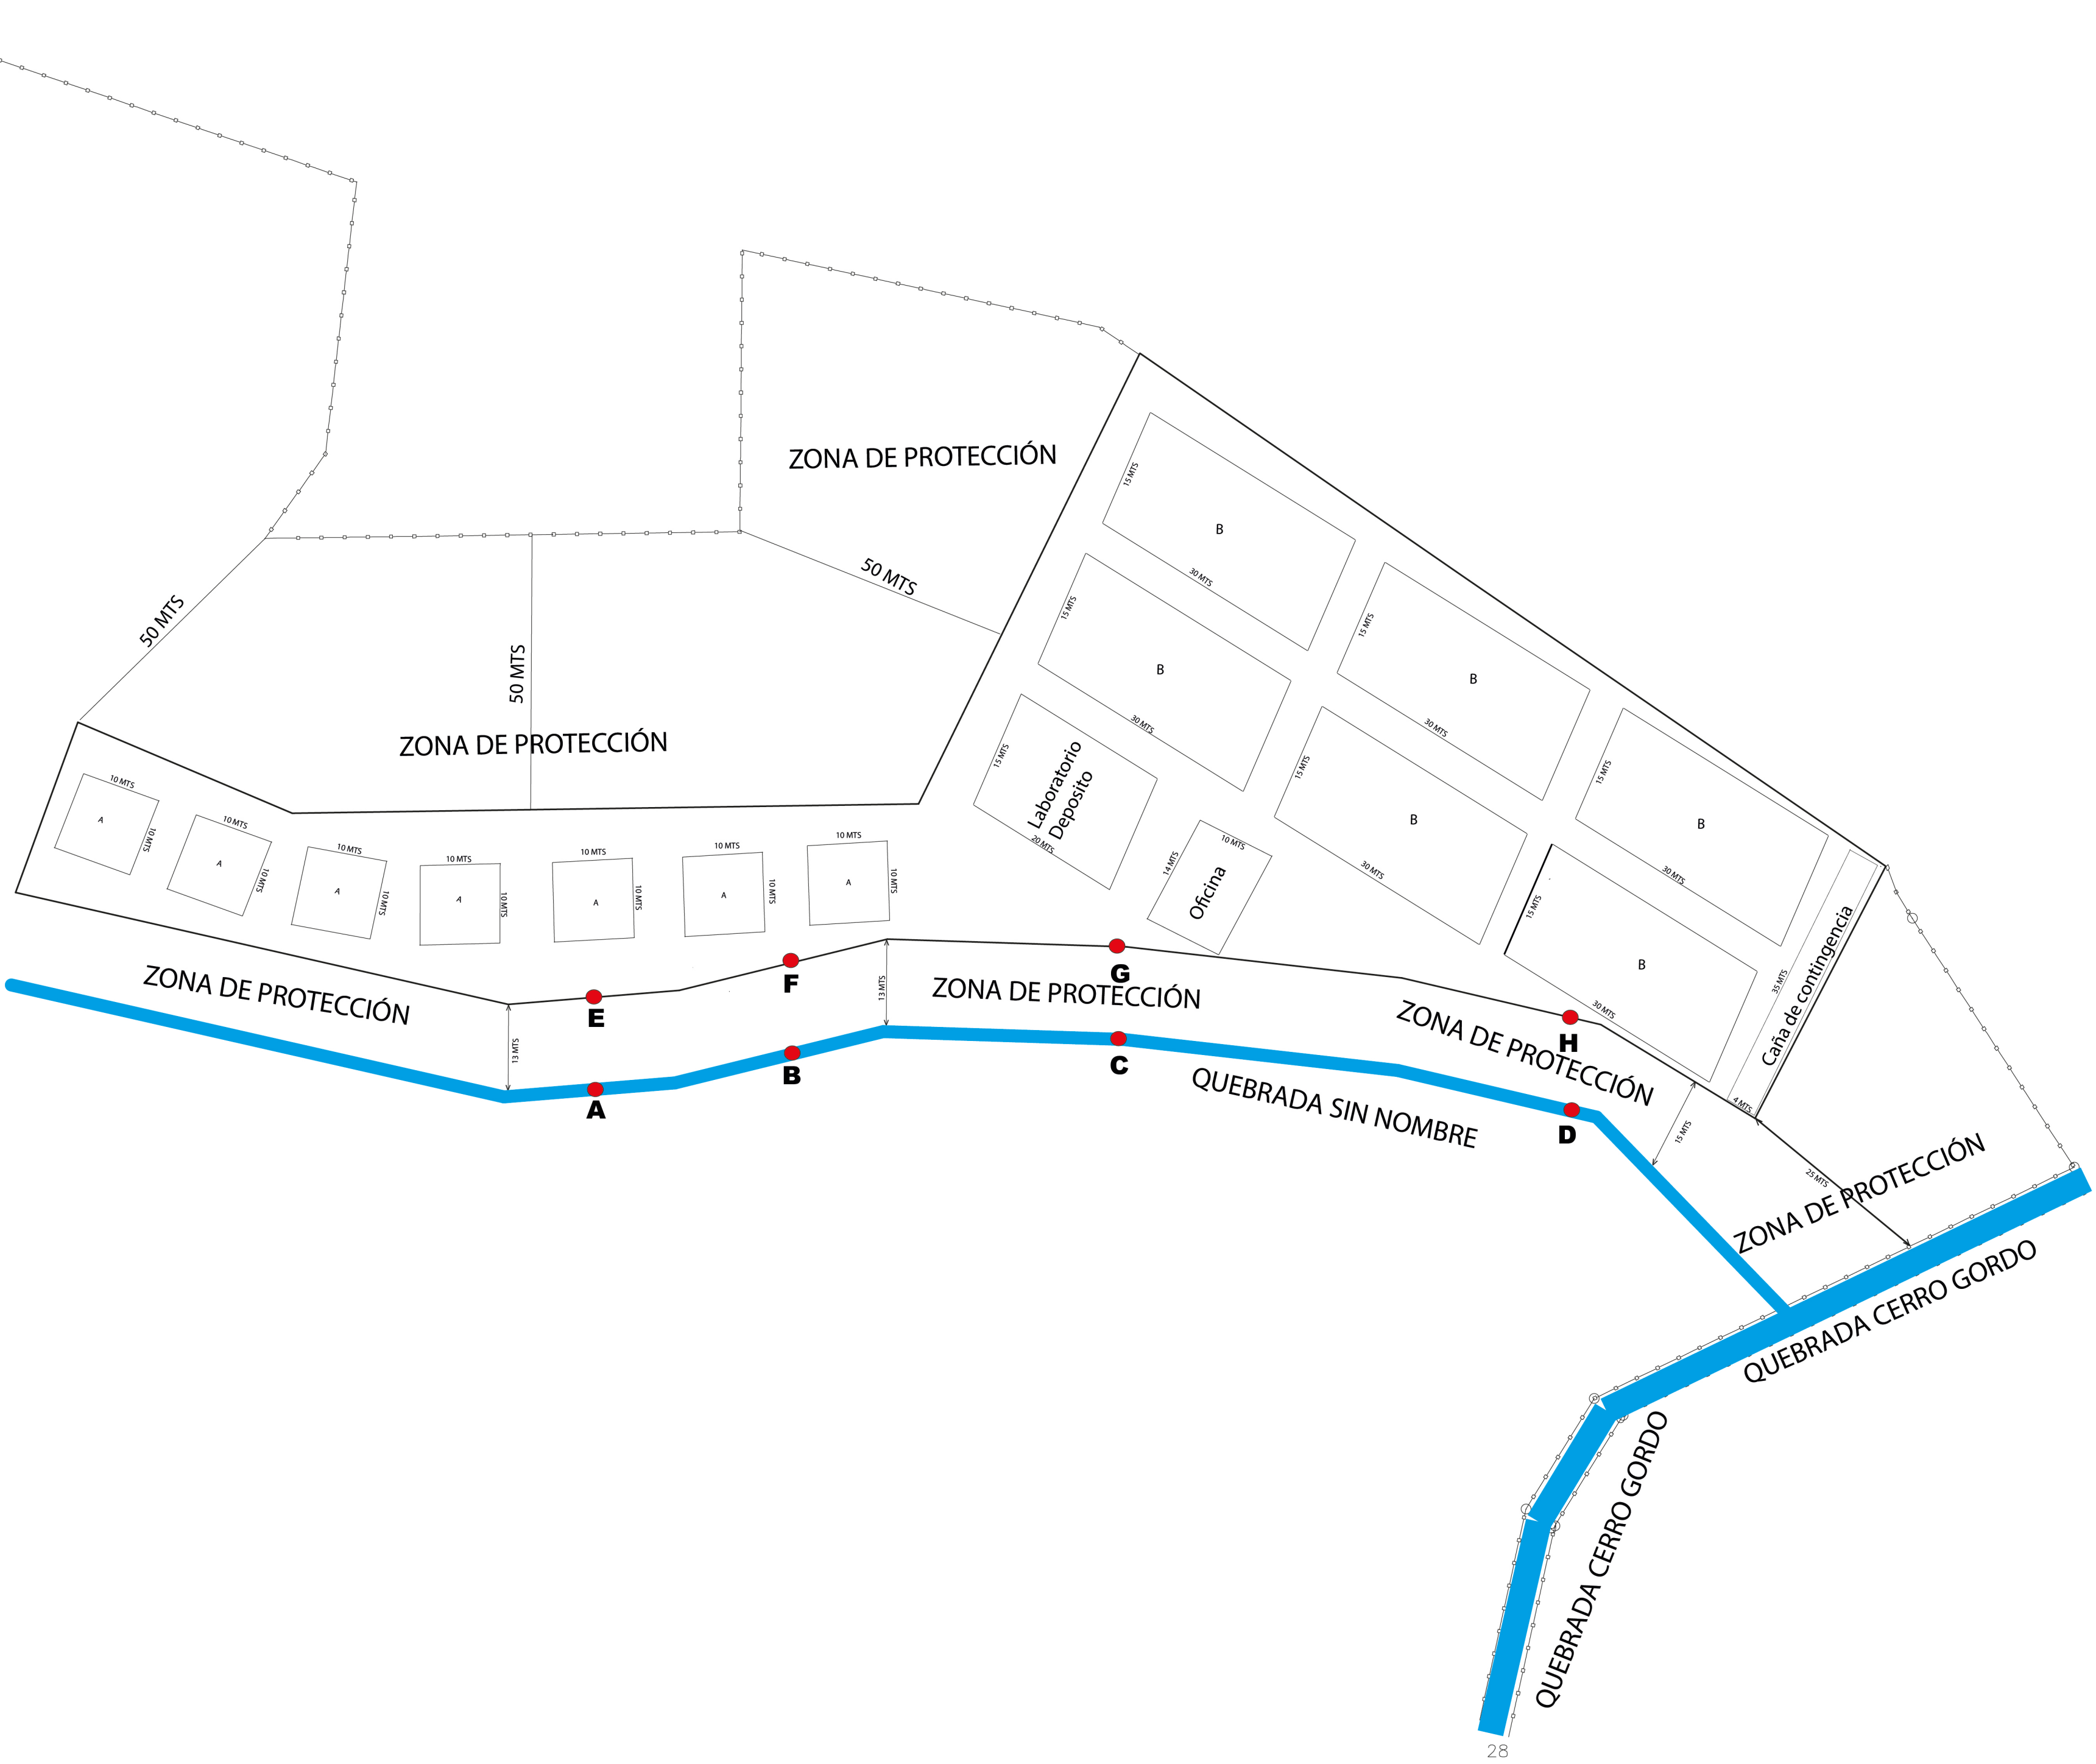 ZONA DE PROTECCIÓN
15 MTS
B
30 MTS
50 MTS
50 MTS
50 MTS
15 MTS
B
30 MTS
15 MTS
B
30 MTS
ZONA DE PROTECCIÓN
15 MTS
Laboratorio
Deposito
20 MTS
15 MTS
B
30 MTS
15 MTS
B
30 MTS
10 MTS
14 MTS
Oficina
10 MTS
A
10 MTS
10 MTS
A
10 MTS
10 MTS
A
10 MTS
10 MTS
A
10 MTS
10 MTS
A
10 MTS
10 MTS
A
10 MTS
10 MTS
A
10 MTS
15 MTS
B
30 MTS
35 MTS
Caña de contingencia
4 MTS
ZONA DE PROTECCIÓN
E
F
G
H
13 MTS
13 MTS
ZONA DE PROTECCIÓN
ZONA DE PROTECCIÓN
A
B
C
D
QUEBRADA SIN NOMBRE
15 MTS
25 MTS
ZONA DE PROTECCIÓN
QUEBRADA CERRO GORDO
QUEBRADA CERRO GORDO
28